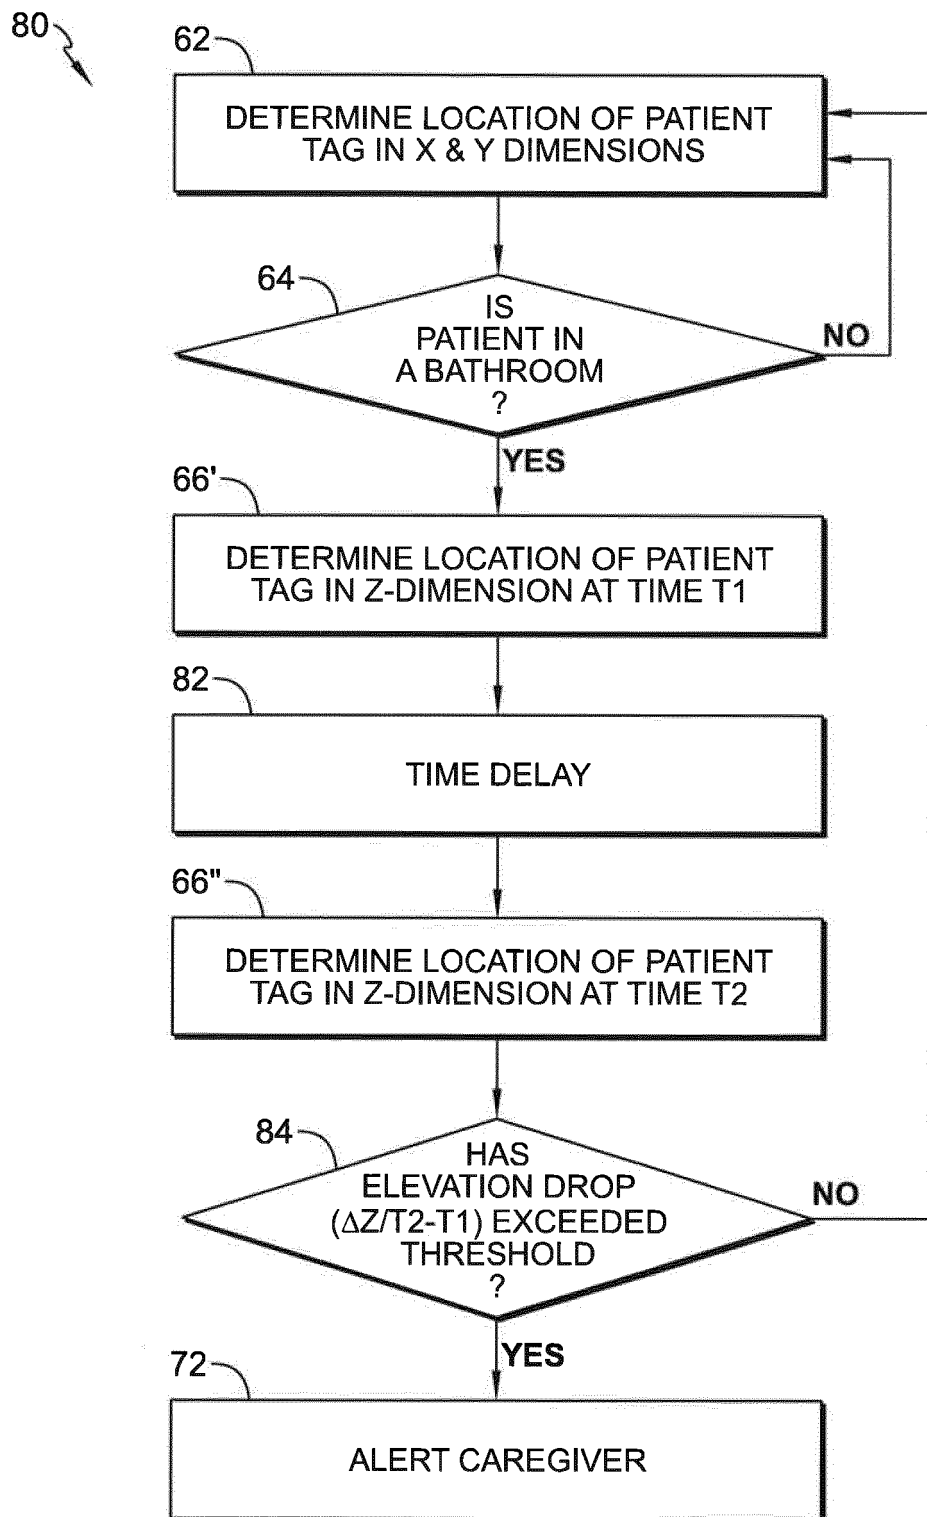 80
62
DETERMINE LOCATION OF PATIENT
TAG IN X & Y DIMENSIONS
64
IS
PATIENT IN
A BATHROOM
?
NO
YES
66'
DETERMINE LOCATION OF PATIENT
TAG IN Z-DIMENSION AT TIME T1
82
TIME DELAY
66"
DETERMINE LOCATION OF PATIENT
TAG IN Z-DIMENSION AT TIME T2
84
HAS
ELEVATION DROP
(ΔZ/T2-T1) EXCEEDED
THRESHOLD
?
NO
YES
72
ALERT CAREGIVER